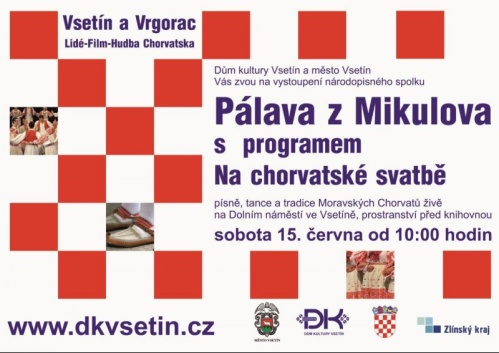 Vsetín a Vrgorac
Lidé-Film-Hudba Chorvatska
Dům kultury Vsetín a město Vsetín
Vás zvou na vystoupení národopisného spolku
Pálava z Mikulova
s programem
Na chorvatské svatbě
písně, tance a tradice Moravských Chorvatů živě
na Dolním náměstí ve Vsetíně, prostranství před knihovnou
sobota 15. června od 10:00 hodin
www.dkvsetin.cz
MĚSTO VSETÍN
DK
DŮM KULTURY VSETÍN
Zlínský kraj